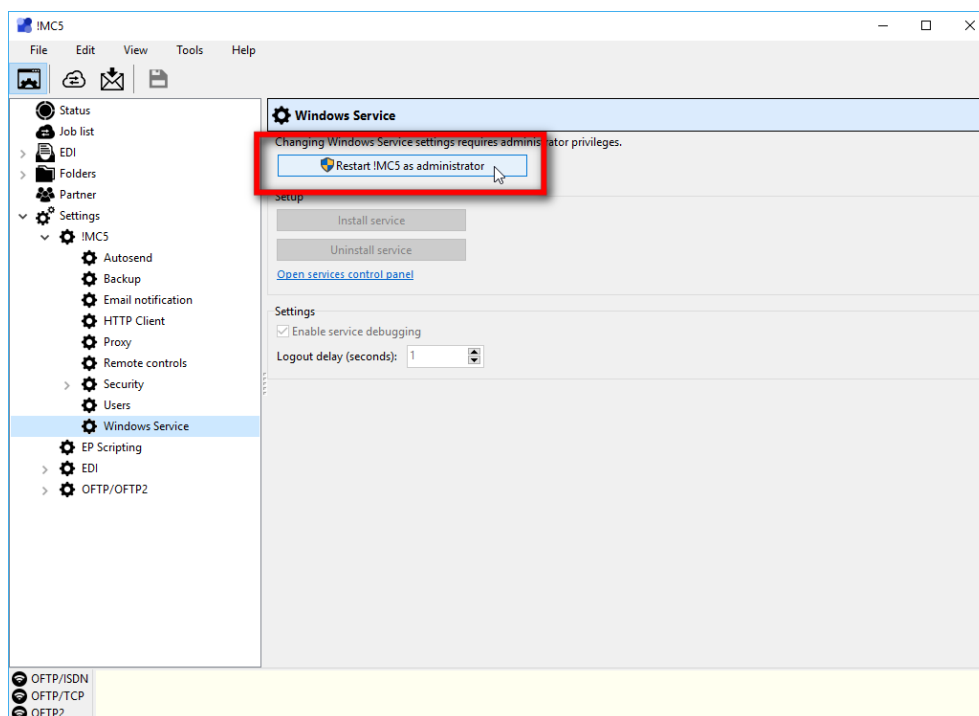 !MC5
File Edit View Tools Help
Status
Job list
EDI
Folders
Partner
Settings
!MC5
Autosend
Backup
Email notification
HTTP Client
Proxy
Remote controls
Security
Users
Windows Service
EP Scripting
EDI
OFTP/OFTP2
Windows Service
Changing Windows Service settings requires administrator privileges.
Restart !MC5 as administrator
Setup
Install service
Uninstall service
Open services control panel
Settings
Enable service debugging
Logout delay (seconds): 1
OFTP/ISDN
OFTP/TCP
OFTP2